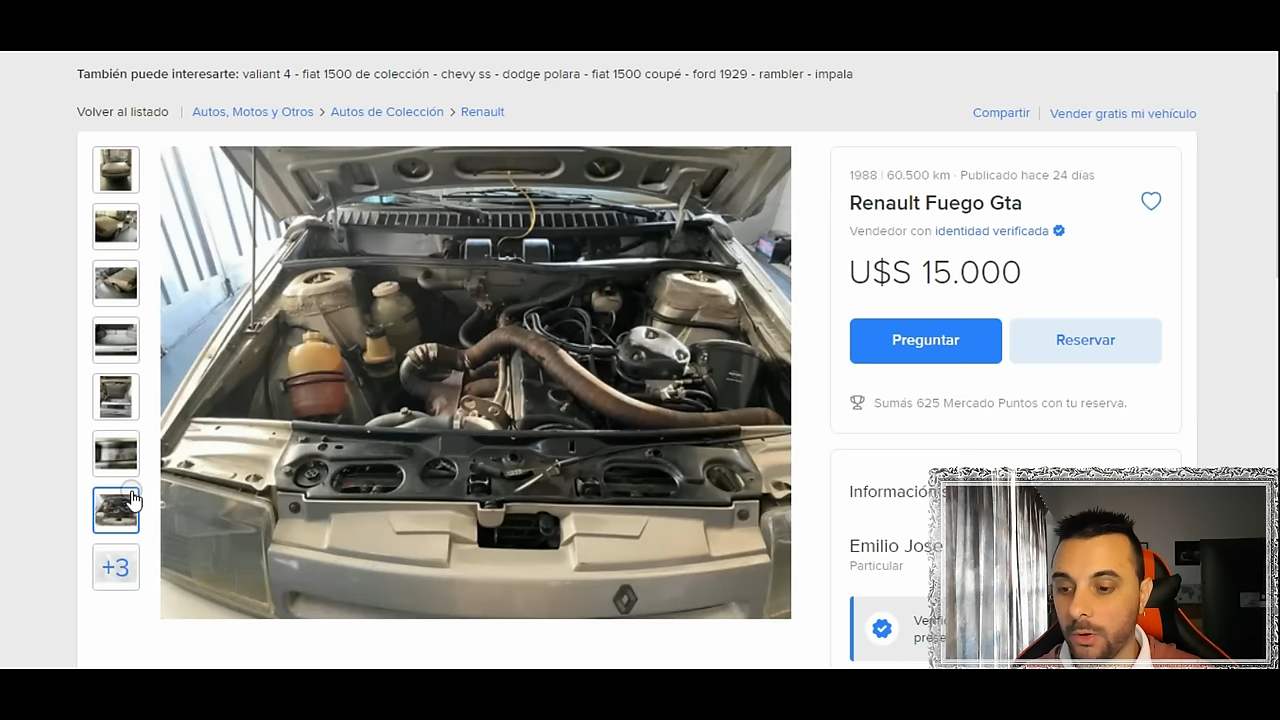 También puede interesarte: valiant 4 - fiat 1500 de colección - chevy ss - dodge polara - fiat 1500 coupé - ford 1929 - rambler - impala
Volver al listado | Autos, Motos y Otros > Autos de Colección > Renault
Compartir | Vender gratis mi vehículo
1988 | 60.500 km · Publicado hace 24 días
Renault Fuego Gta
Vendedor con identidad verificada
U$S 15.000
Preguntar
Reservar
Sumás 625 Mercado Puntos con tu reserva.
+3
Información
Emilio Jose
Particular